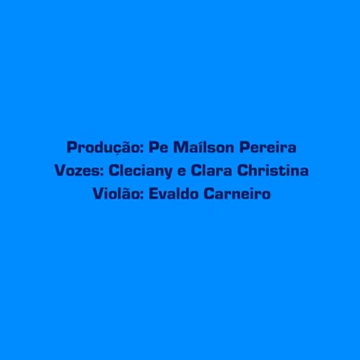 Produção: Pe Maílson Pereira
Vozes: Cleciany e Clara Christina
Violão: Evaldo Carneiro